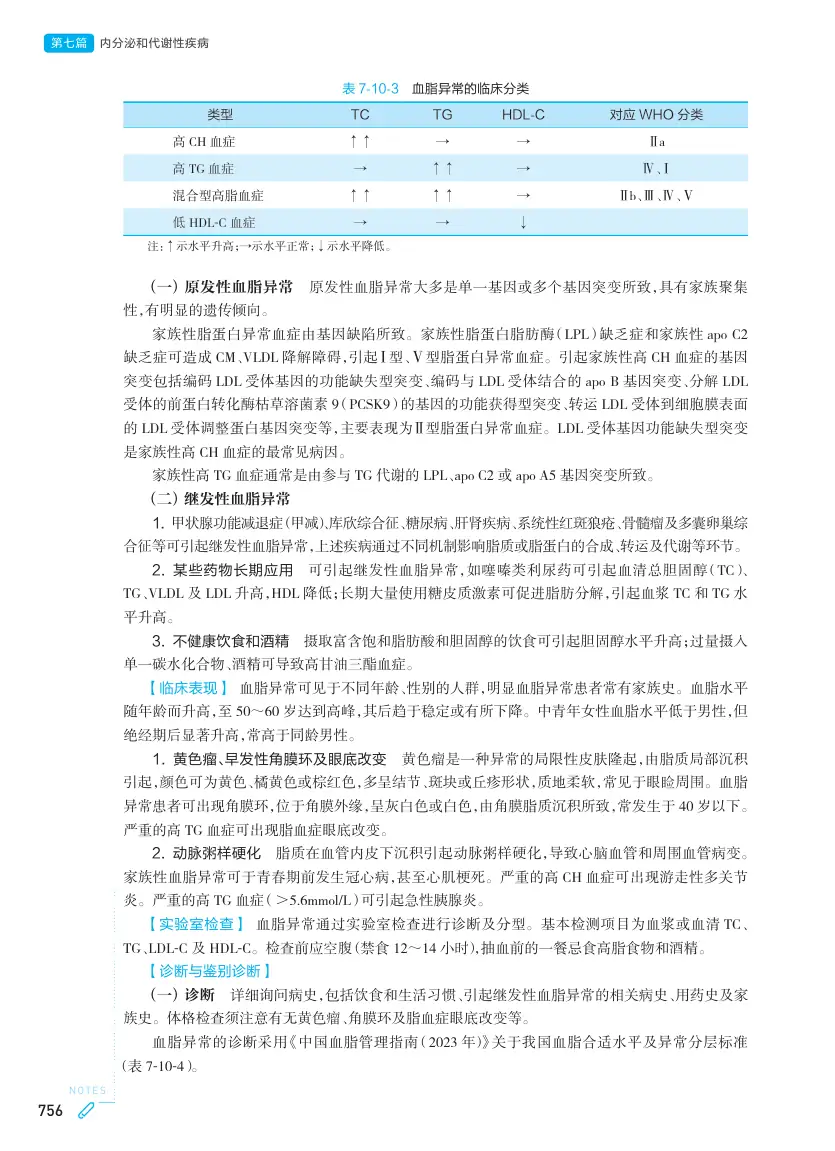 第七篇 内分泌和代谢性疾病
表 7-10-3 血脂异常的临床分类
类型 TC TG HDL-C 对应 WHO 分类
高 CH 血症 ↑↑ → → Ⅱa
高 TG 血症 → ↑↑ → Ⅳ、Ⅰ
混合型高脂血症 ↑↑ ↑↑ → Ⅱb、Ⅲ、Ⅳ、Ⅴ
低 HDL-C 血症 → → ↓
注:↑示水平升高;→示水平正常;↓示水平降低。
(一) 原发性血脂异常 原发性血脂异常大多是单一基因或多个基因突变所致,具有家族聚集
性,有明显的遗传倾向。
家族性脂蛋白异常血症由基因缺陷所致。家族性脂蛋白脂肪酶(LPL)缺乏症和家族性 apo C2
缺乏症可造成 CM、VLDL 降解障碍,引起Ⅰ型、Ⅴ型脂蛋白异常血症。引起家族性高 CH 血症的基因
突变包括编码 LDL 受体基因的功能缺失型突变、编码与 LDL 受体结合的 apo B 基因突变、分解 LDL
受体的前蛋白转化酶枯草溶菌素 9(PCSK9)的基因的功能获得型突变、转运 LDL 受体到细胞膜表面
的 LDL 受体调整蛋白基因突变等,主要表现为Ⅱ型脂蛋白异常血症。LDL 受体基因功能缺失型突变
是家族性高 CH 血症的最常见病因。
家族性高 TG 血症通常是由参与 TG 代谢的 LPL、apo C2 或 apo A5 基因突变所致。
(二) 继发性血脂异常
1. 甲状腺功能减退症(甲减)、库欣综合征、糖尿病、肝肾疾病、系统性红斑狼疮、骨髓瘤及多囊卵巢综
合征等可引起继发性血脂异常,上述疾病通过不同机制影响脂质或脂蛋白的合成、转运及代谢等环节。
2. 某些药物长期应用 可引起继发性血脂异常,如噻嗪类利尿药可引起血清总胆固醇(TC)、
TG、VLDL 及 LDL 升高,HDL 降低;长期大量使用糖皮质激素可促进脂肪分解,引起血浆 TC 和 TG 水
平升高。
3. 不健康饮食和酒精 摄取富含饱和脂肪酸和胆固醇的饮食可引起胆固醇水平升高;过量摄入
单一碳水化合物、酒精可导致高甘油三酯血症。
【临床表现】 血脂异常可见于不同年龄、性别的人群,明显血脂异常患者常有家族史。血脂水平
随年龄而升高,至 50~60 岁达到高峰,其后趋于稳定或有所下降。中青年女性血脂水平低于男性,但
绝经期后显著升高,常高于同龄男性。
1. 黄色瘤、早发性角膜环及眼底改变 黄色瘤是一种异常的局限性皮肤隆起,由脂质局部沉积
引起,颜色可为黄色、橘黄色或棕红色,多呈结节、斑块或丘疹形状,质地柔软,常见于眼睑周围。血脂
异常患者可出现角膜环,位于角膜外缘,呈灰白色或白色,由角膜脂质沉积所致,常发生于 40 岁以下。
严重的高 TG 血症可出现脂血症眼底改变。
2. 动脉粥样硬化 脂质在血管内皮下沉积引起动脉粥样硬化,导致心脑血管和周围血管病变。
家族性血脂异常可于青春期前发生冠心病,甚至心肌梗死。严重的高 CH 血症可出现游走性多关节
炎。严重的高 TG 血症(>5.6mmol/L)可引起急性胰腺炎。
【实验室检查】 血脂异常通过实验室检查进行诊断及分型。基本检测项目为血浆或血清 TC、
TG、LDL-C 及 HDL-C。检查前应空腹(禁食 12~14 小时),抽血前的一餐忌食高脂食物和酒精。
【诊断与鉴别诊断】
(一) 诊断 详细询问病史,包括饮食和生活习惯、引起继发性血脂异常的相关病史、用药史及家
族史。体格检查须注意有无黄色瘤、角膜环及脂血症眼底改变等。
血脂异常的诊断采用《中国血脂管理指南(2023 年)》关于我国血脂合适水平及异常分层标准
(表 7-10-4)。
NOTES
756